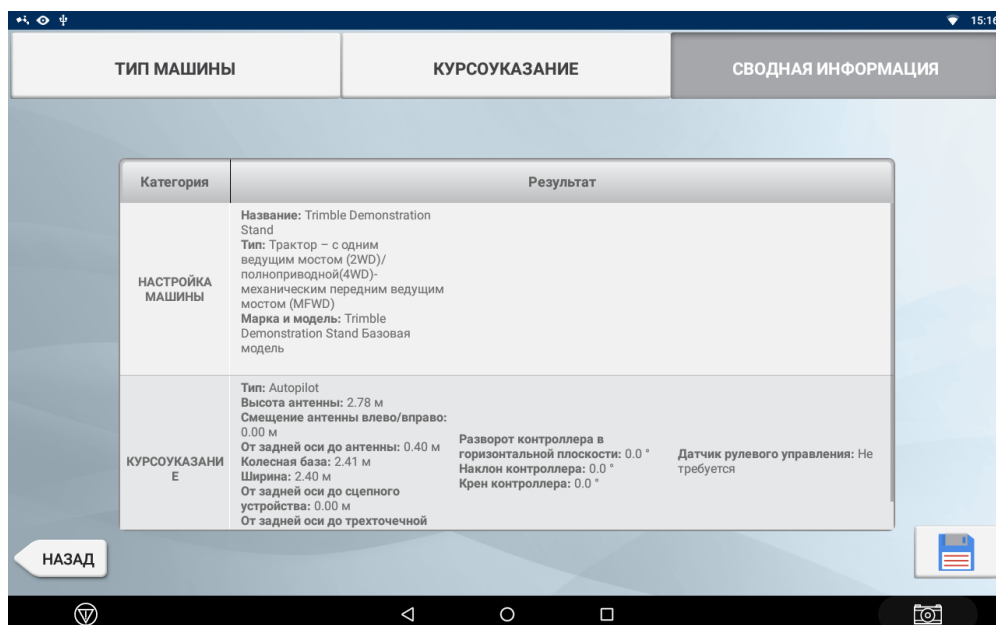 15:16
ТИП МАШИНЫ
КУРСОУКАЗАНИЕ
СВОДНАЯ ИНФОРМАЦИЯ
Категория
Результат
НАСТРОЙКА
МАШИНЫ
Название: Trimble Demonstration
Stand
Тип: Трактор – с одним
ведущим мостом (2WD)/
полноприводной(4WD)-
механическим передним ведущим
мостом (MFWD)
Марка и модель: Trimble
Demonstration Stand Базовая
модель
КУРСОУКАЗАНИ
Е
Тип: Autopilot
Высота антенны: 2.78 м
Смещение антенны влево/вправо:
0.00 м
От задней оси до антенны: 0.40 м
Колесная база: 2.41 м
Ширина: 2.40 м
От задней оси до сцепного
устройства: 0.00 м
От задней оси до трехточечной
Разворот контроллера в
горизонтальной плоскости: 0.0 °
Наклон контроллера: 0.0 °
Крен контроллера: 0.0 °
Датчик рулевого управления: Не
требуется
НАЗАД